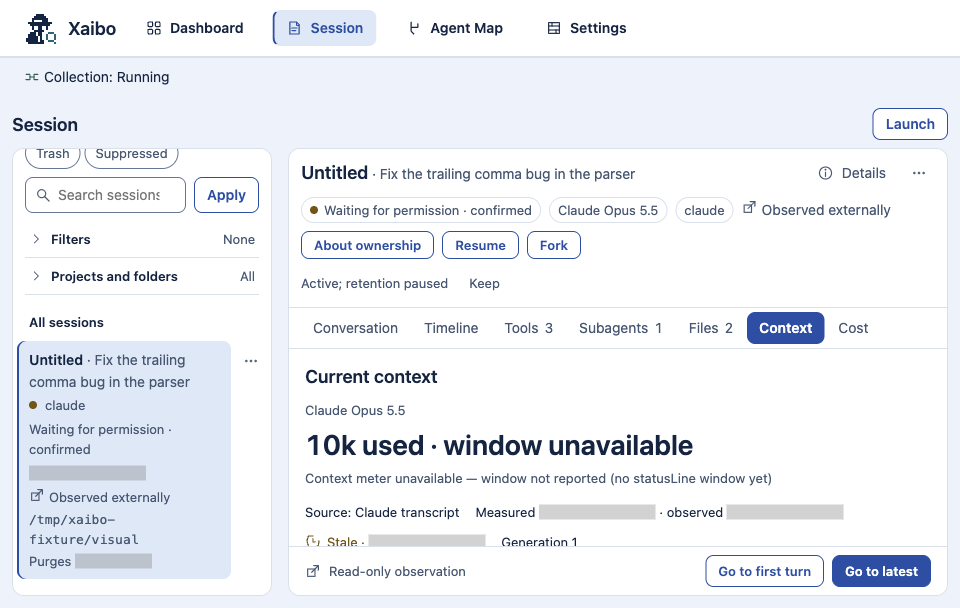 Xaibo
Dashboard
Session
Agent Map
Settings
Collection: Running
Session
Launch
Trash
Suppressed
Search sessions
Apply
Filters
None
Projects and folders
All
All sessions
Untitled · Fix the trailing
comma bug in the parser
claude
Waiting for permission ·
confirmed
Observed externally
/tmp/xaibo-
fixture/visual
Purges
Untitled · Fix the trailing comma bug in the parser
Details
Waiting for permission · confirmed
Claude Opus 5.5
claude
Observed externally
About ownership
Resume
Fork
Active; retention paused
Keep
Conversation
Timeline
Tools 3
Subagents 1
Files 2
Context
Cost
Current context
Claude Opus 5.5
10k used · window unavailable
Context meter unavailable — window not reported (no statusLine window yet)
Source: Claude transcript
Measured
· observed
Stale ·
Generation 1
Read-only observation
Go to first turn
Go to latest